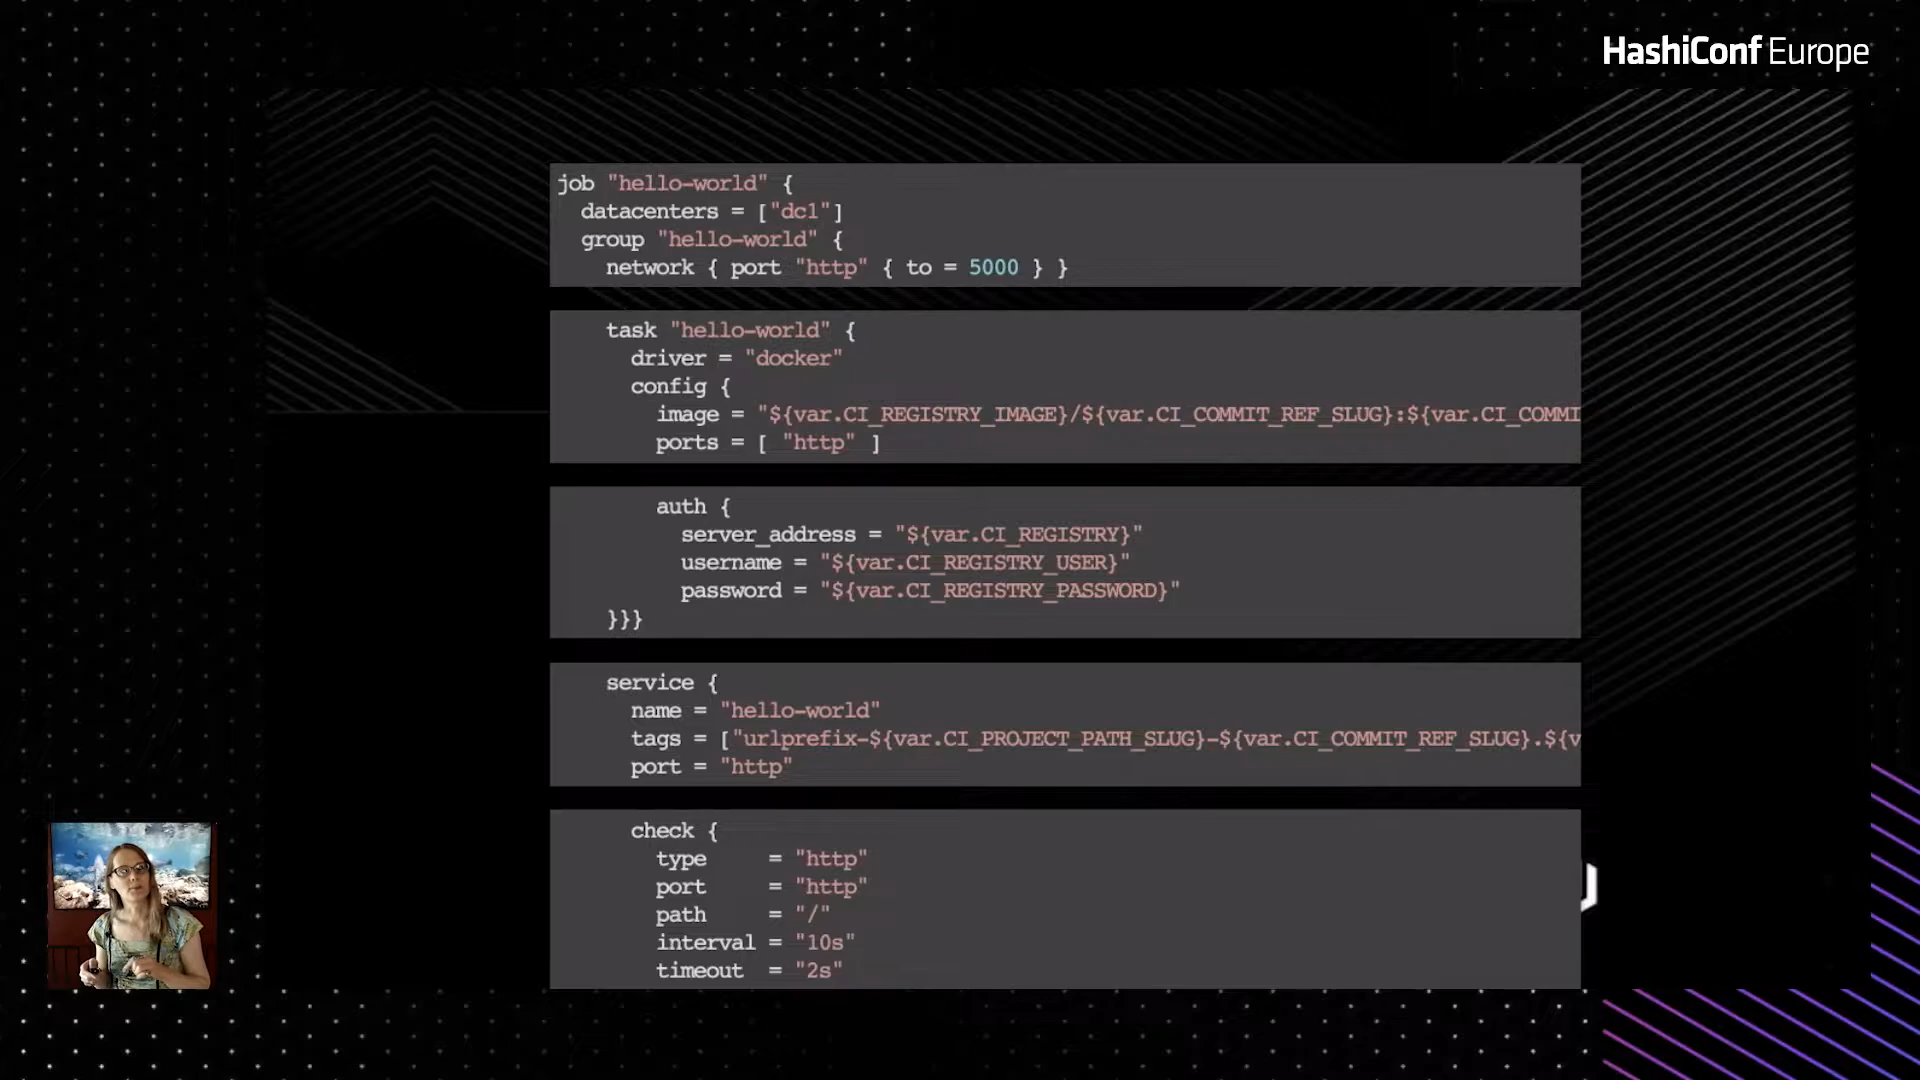 HashiConf Europe
job "hello-world" {
datacenters = ["dc1"]
group "hello-world" {
network { port "http" { to = 5000 } }
task "hello-world" {
driver = "docker"
config {
image = "${var.CI_REGISTRY_IMAGE}/${var.CI_COMMIT_REF_SLUG}:${var.CI_COMMI
ports = [ "http" ]
auth {
server_address = "${var.CI_REGISTRY}"
username = "${var.CI_REGISTRY_USER}"
password = "${var.CI_REGISTRY_PASSWORD}"
}}}
service {
name = "hello-world"
tags = ["urlprefix-${var.CI_PROJECT_PATH_SLUG}-${var.CI_COMMIT_REF_SLUG}.${v
port = "http"
check {
type     = "http"
port     = "http"
path     = "/"
interval = "10s"
timeout  = "2s"